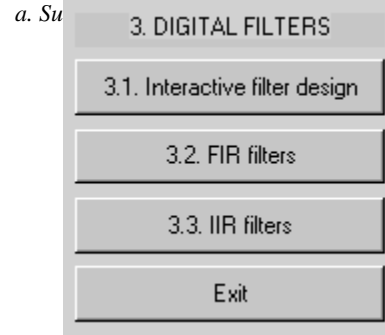 a. Su
3. DIGITAL FILTERS
3.1. Interactive filter design
3.2. FIR filters
3.3. IIR filters
Exit